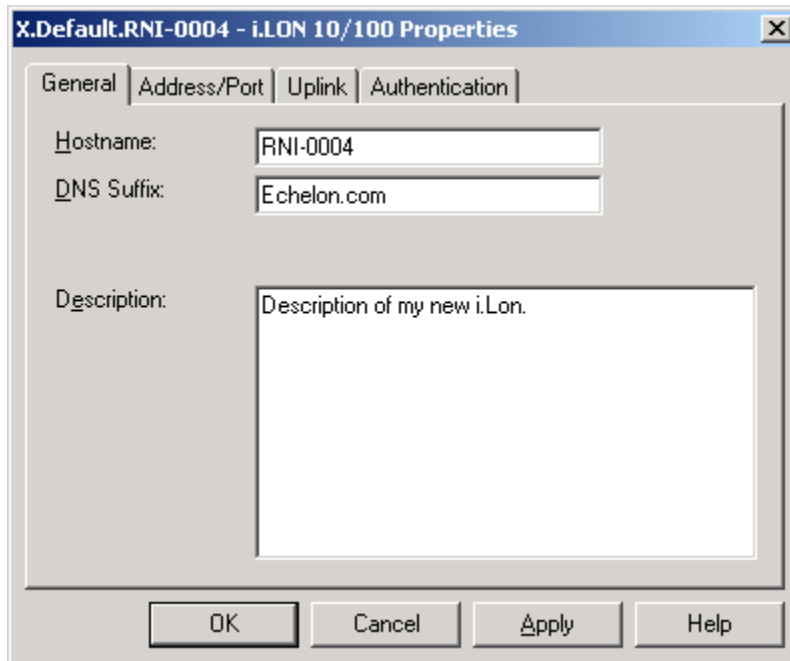 X.Default.RNI-0004 - i.LON 10/100 Properties
General Address/Port Uplink Authentication
Hostname: RNI-0004
DNS Suffix: Echelon.com
Description: Description of my new i.Lon.
OK Cancel Apply Help